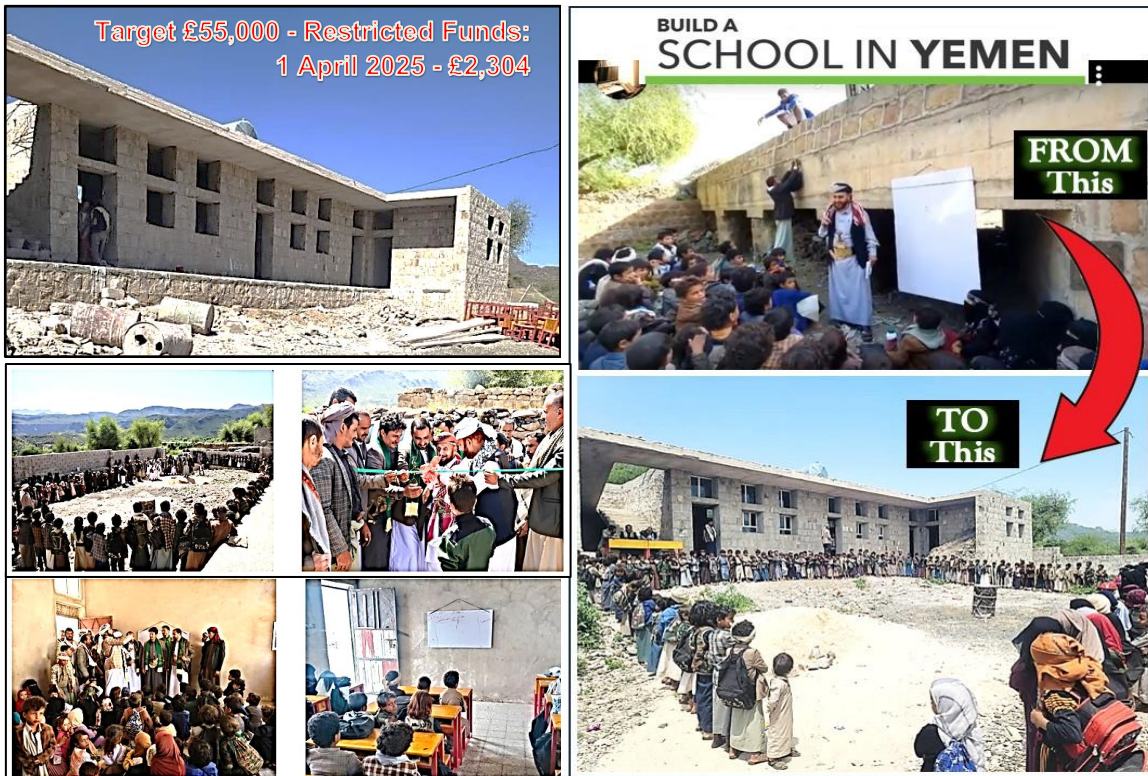 Target £55,000 - Restricted Funds:
1 April 2025 - £2,304
BUILD A
SCHOOL IN YEMEN
FROM
This
TO
This